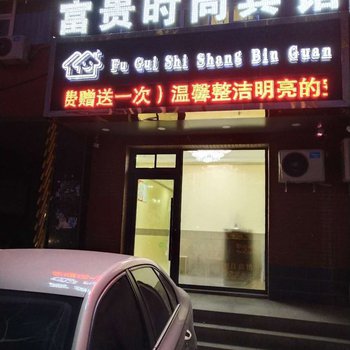 富贵时尚宾馆
Fu Gui Shi Shang Bin Guan
贵赠送一次）温馨整洁明亮的